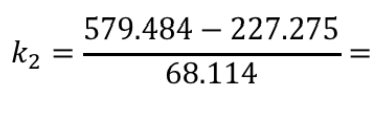 k₂ = (579.484 − 227.275) / 68.114 =